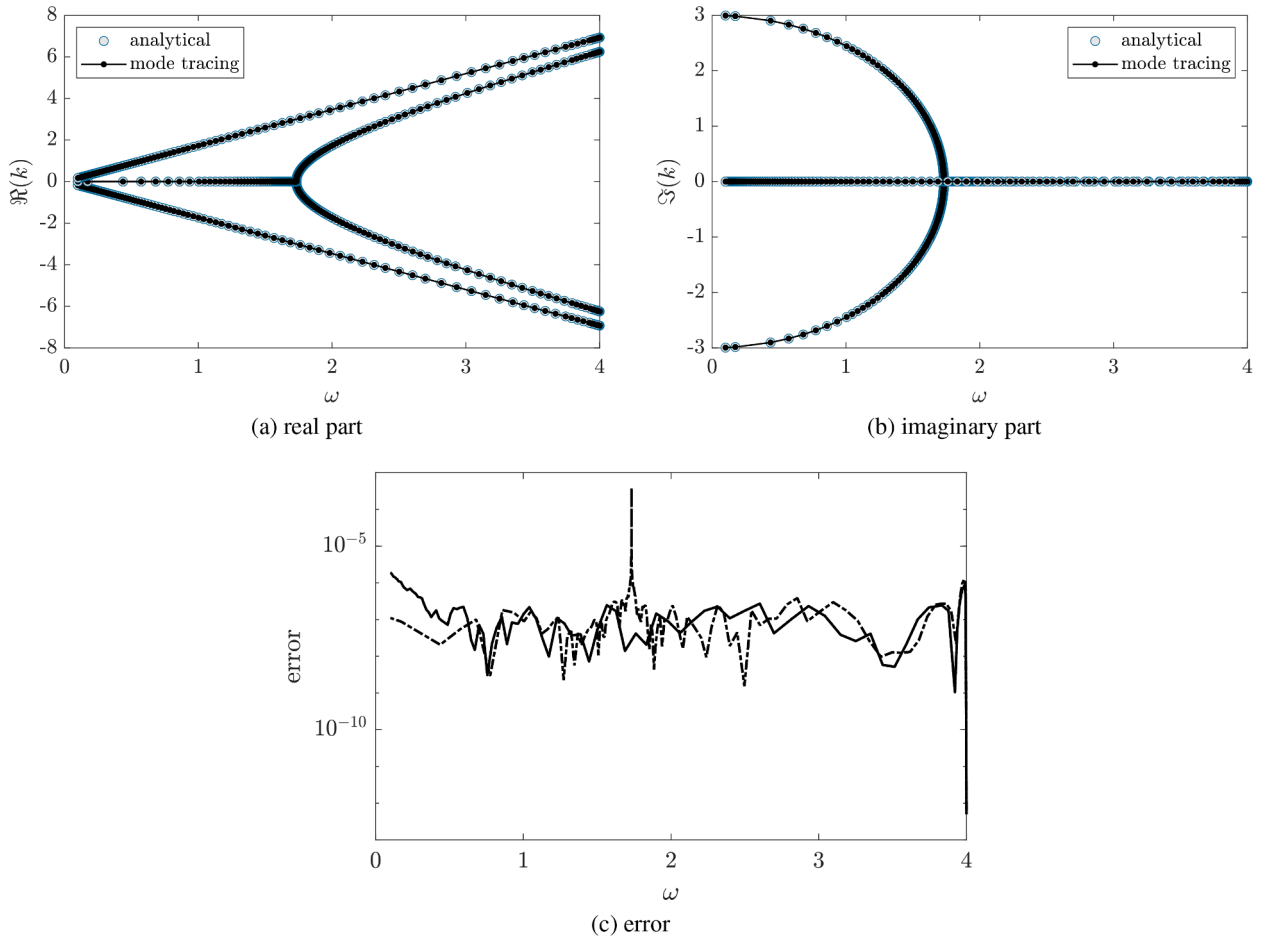 8
6
4
2
0
-2
-4
-6
-8
ℜ(k)
analytical
mode tracing
0 1 2 3 4
ω
(a) real part
3
2
1
0
-1
-2
-3
ℑ(k)
analytical
mode tracing
0 1 2 3 4
ω
(b) imaginary part
10⁻⁵
10⁻¹⁰
error
0 1 2 3 4
ω
(c) error